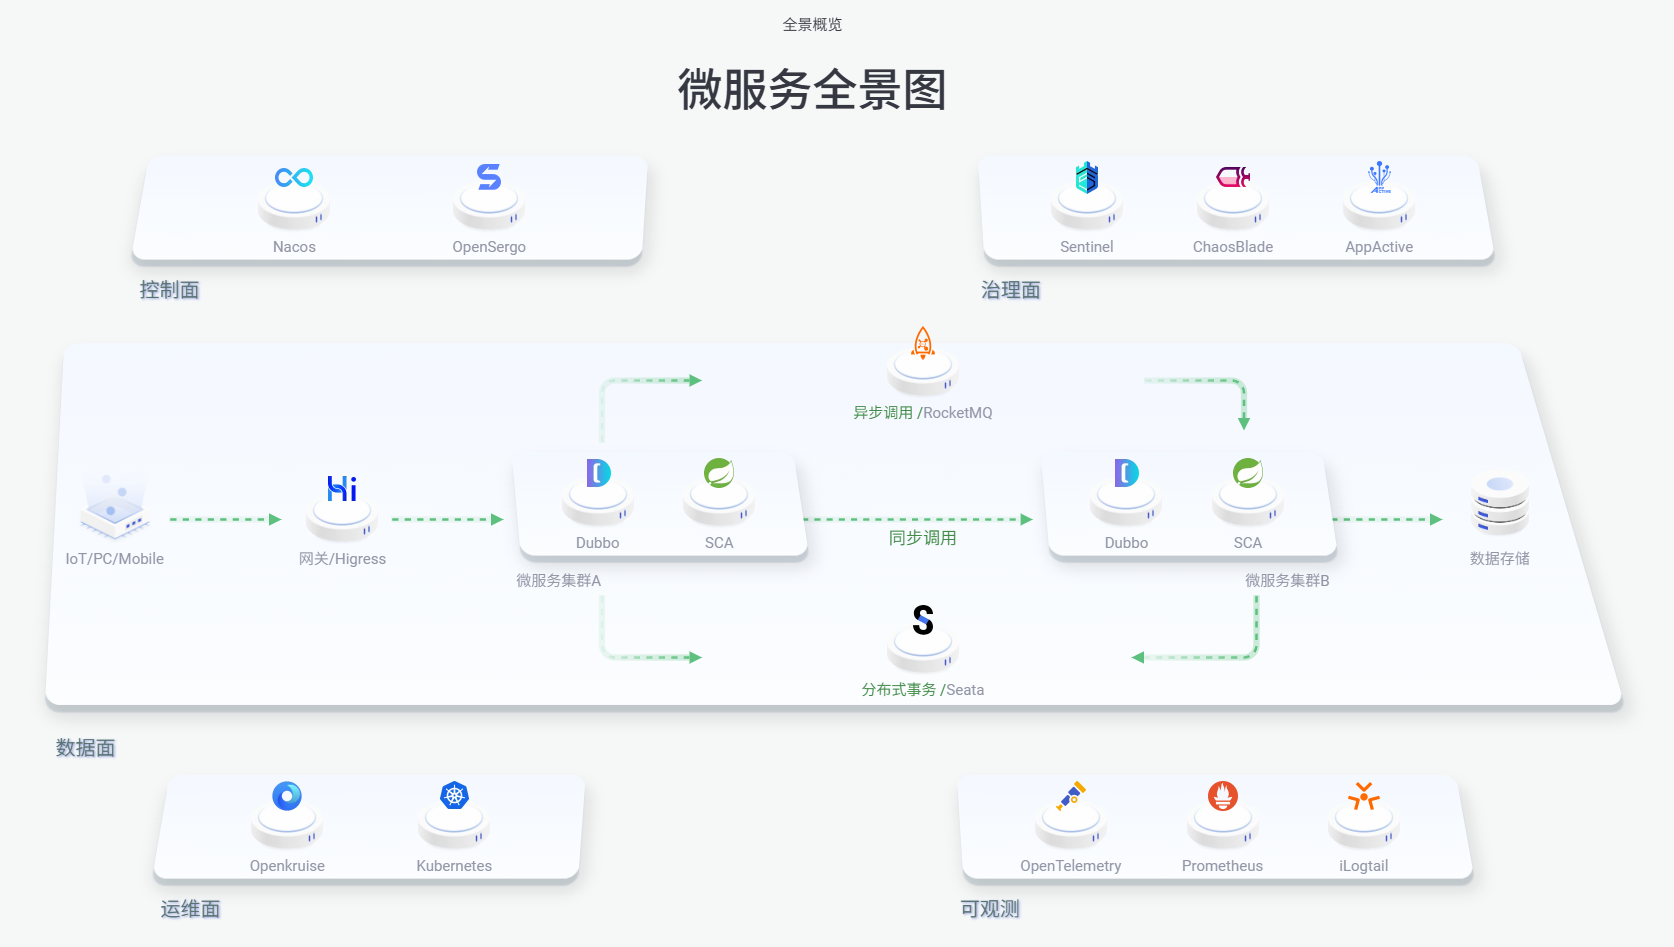 全景概览
微服务全景图
Nacos
OpenSergo
控制面
Sentinel
ChaosBlade
AppActive
治理面
异步调用 /RocketMQ
IoT/PC/Mobile
Hi
网关/Higress
Dubbo
SCA
微服务集群A
同步调用
Dubbo
SCA
微服务集群B
数据存储
S
分布式事务 /Seata
数据面
Openkruise
Kubernetes
运维面
OpenTelemetry
Prometheus
iLogtail
可观测